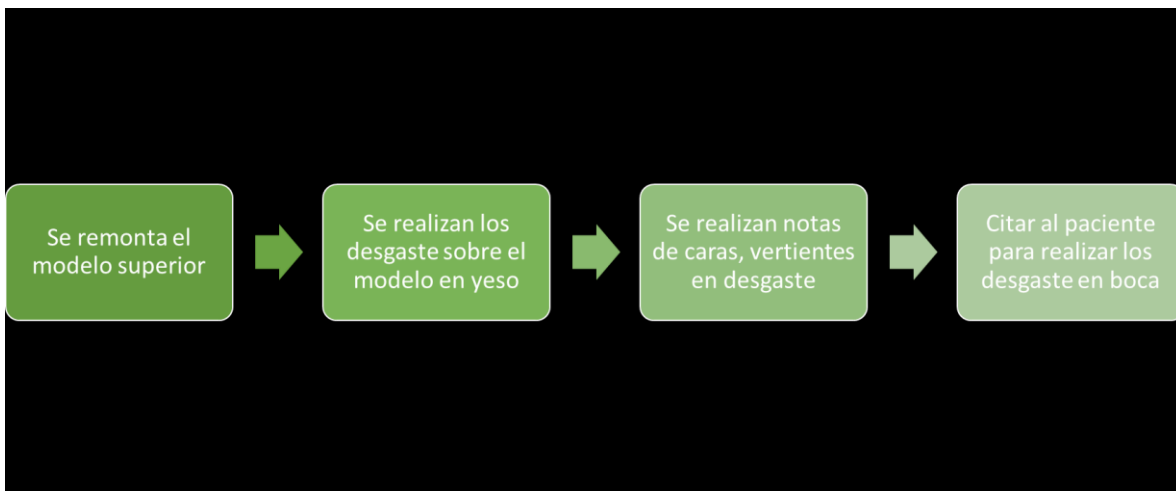 Se remonta el
modelo superior
Se realizan los
desgaste sobre el
modelo en yeso
Se realizan notas
de caras, vertientes
en desgaste
Citar al paciente
para realizar los
desgaste en boca